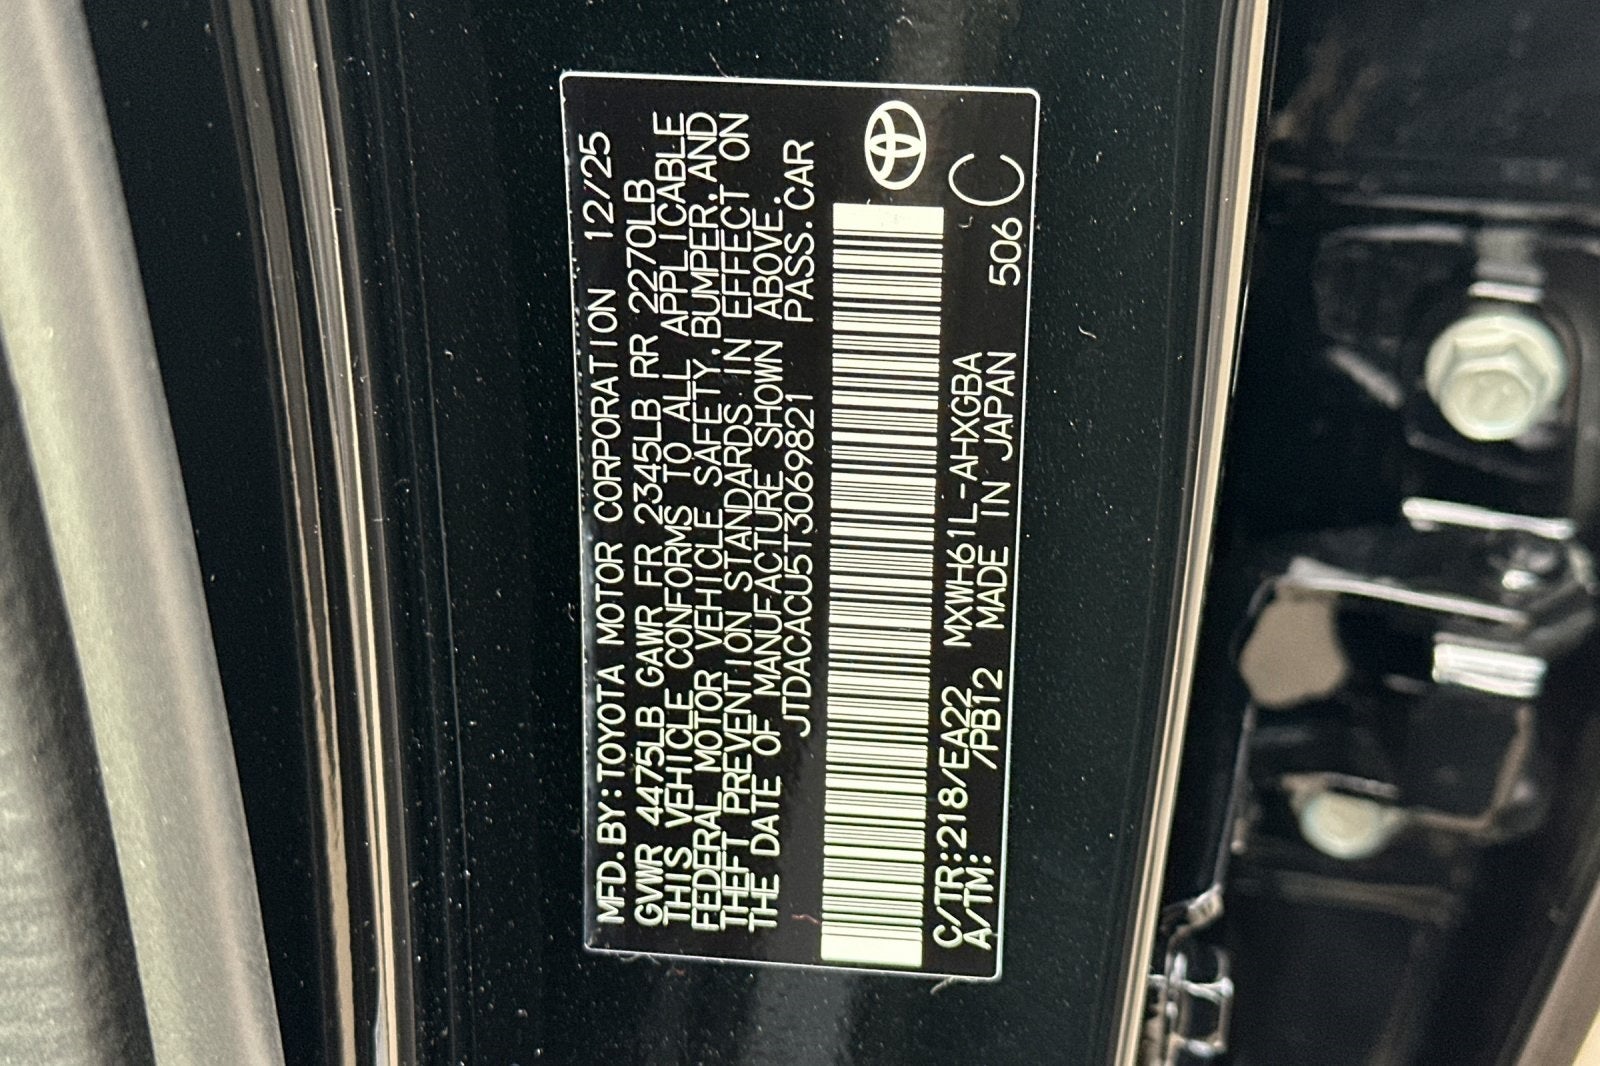 MFD.BY:TOYOTA MOTOR CORPORATION 12/25
GVWR 4475LB GAWR FR 2345LB RR 2270LB
THIS VEHICLE CONFORMS TO ALL APPLICABLE
FEDERAL MOTOR VEHICLE SAFETY,BUMPER,AND
THEFT PREVENTION STANDARDS IN EFFECT ON
THE DATE OF MANUFACTURE SHOWN ABOVE.
JTDACACU5T3069821 PASS.CAR
C/TR:218/EA22 MXWH61L-AHXGBA
A/TM: /PB12 MADE IN JAPAN 506 C